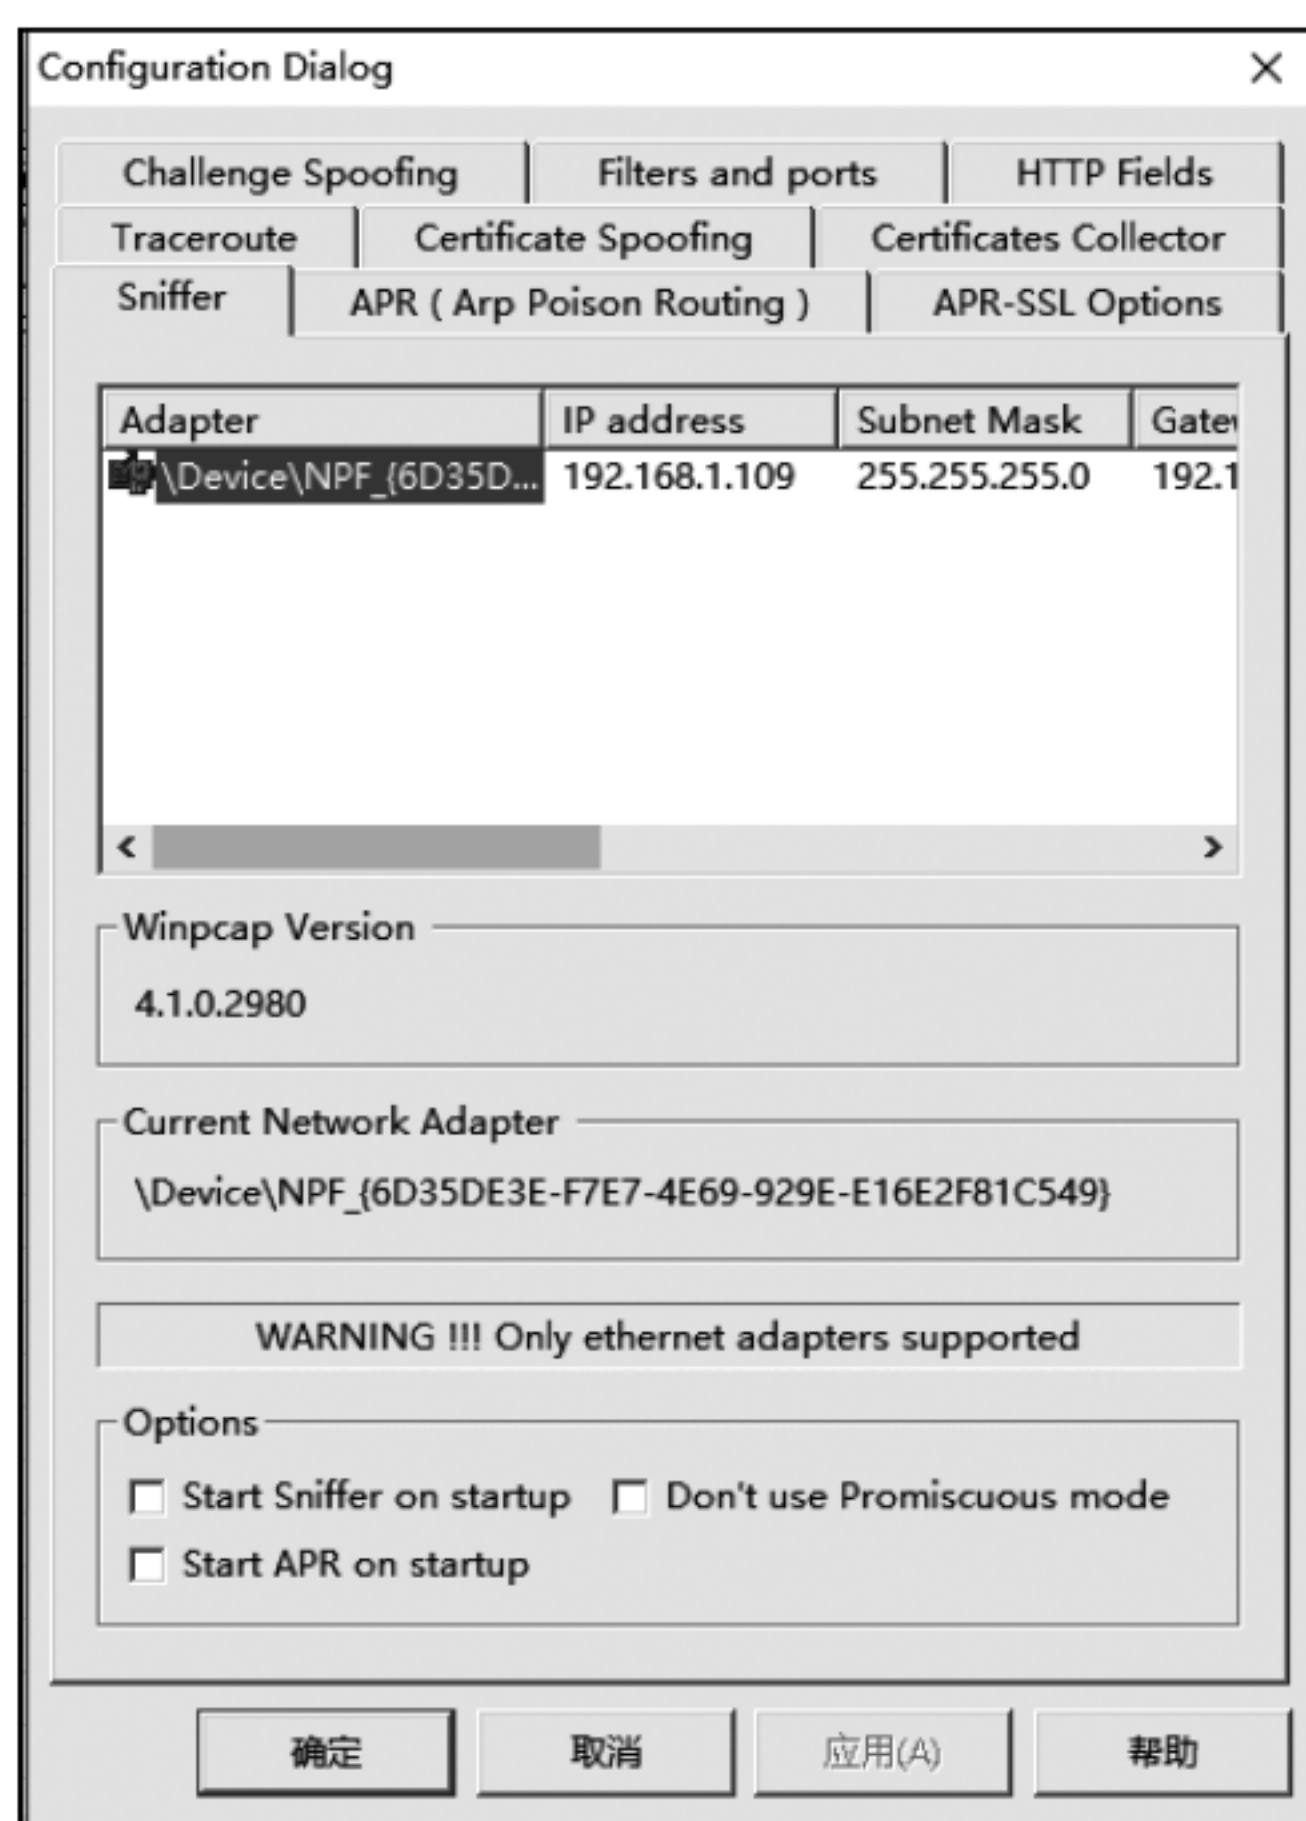 Configuration Dialog
Challenge Spoofing Filters and ports HTTP Fields
Traceroute Certificate Spoofing Certificates Collector
Sniffer APR ( Arp Poison Routing ) APR-SSL Options
Adapter IP address Subnet Mask Gatew
\Device\NPF_{6D35D... 192.168.1.109 255.255.255.0 192.1
Winpcap Version
4.1.0.2980
Current Network Adapter
\Device\NPF_{6D35DE3E-F7E7-4E69-929E-E16E2F81C549}
WARNING !!! Only ethernet adapters supported
Options
Start Sniffer on startup Don't use Promiscuous mode
Start APR on startup
确定 取消 应用(A) 帮助